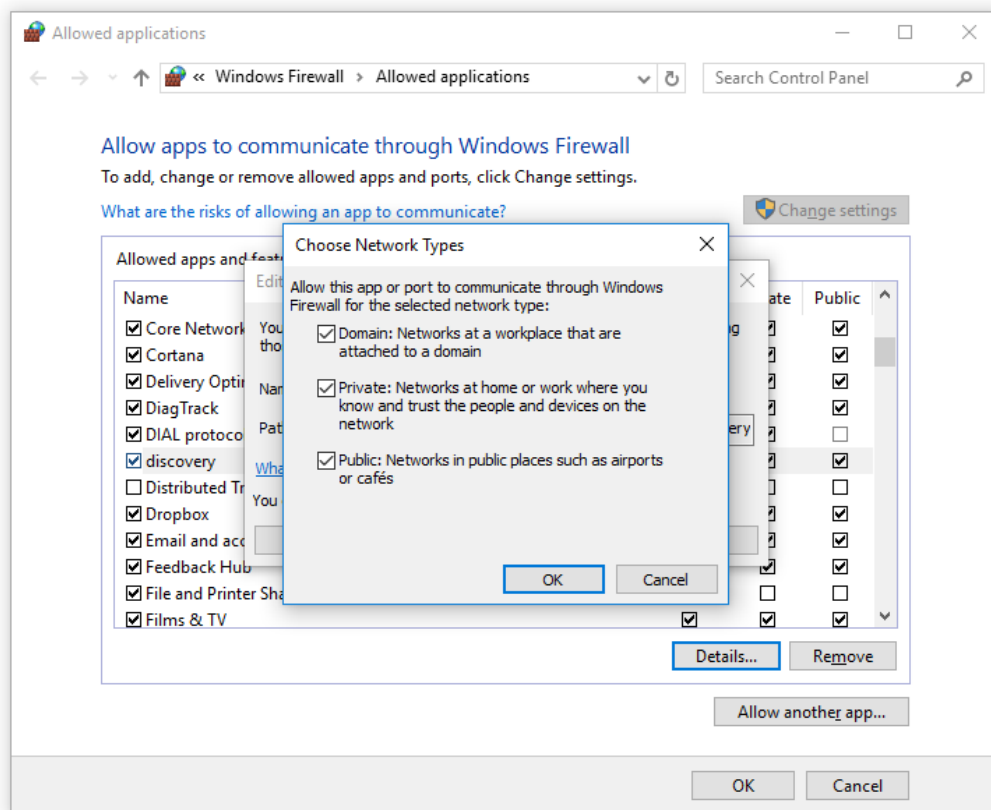 Allowed applications
« Windows Firewall > Allowed applications
Search Control Panel
Allow apps to communicate through Windows Firewall
To add, change or remove allowed apps and ports, click Change settings.
What are the risks of allowing an app to communicate?
Change settings
Allowed apps and feat
Name
ate
Public
Core Network
Cortana
Delivery Opti
DiagTrack
DIAL protoco
discovery
Distributed Tr
Dropbox
Email and acc
Feedback Hub
File and Printer Sha
Films & TV
Edit
You
tho
ng
Nam
Pat
ery
Wha
You
Choose Network Types
Allow this app or port to communicate through Windows
Firewall for the selected network type:
Domain: Networks at a workplace that are
attached to a domain
Private: Networks at home or work where you
know and trust the people and devices on the
network
Public: Networks in public places such as airports
or cafés
OK
Cancel
Details...
Remove
Allow another app...
OK
Cancel